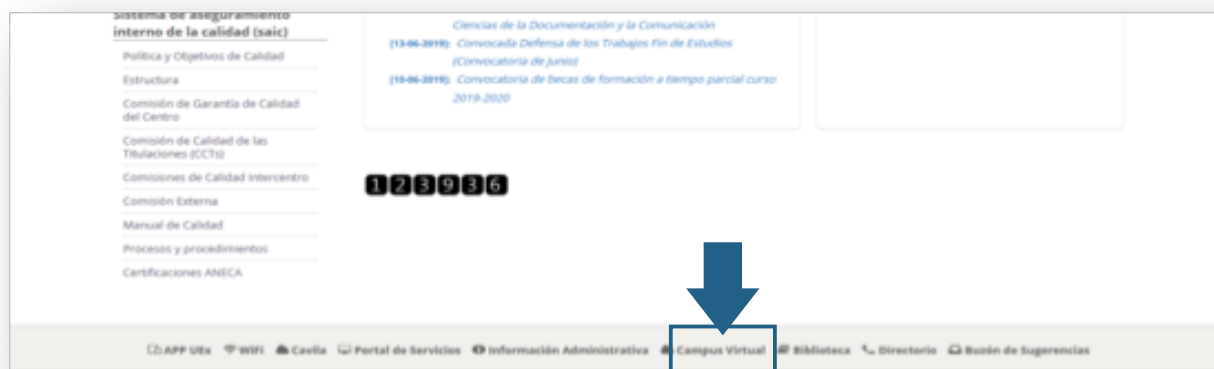 Sistema de aseguramiento
interno de la calidad (saic)
Política y Objetivos de Calidad
Estructura
Comisión de Garantía de Calidad
del Centro
Comisión de Calidad de las
Titulaciones (CCTs)
Comisiones de Calidad Intercentro
Comisión Externa
Manual de Calidad
Procesos y procedimientos
Certificaciones ANECA
Ciencias de la Documentación y la Comunicación
(13-06-2019): Convocada Defensa de los Trabajos Fin de Estudios
(Convocatoria de junio)
(10-06-2019): Convocatoria de becas de formación a tiempo parcial curso
2019-2020
123936
APP UEx WiFi Cavila Portal de Servicios Información Administrativa Campus Virtual Biblioteca Directorio Buzón de Sugerencias